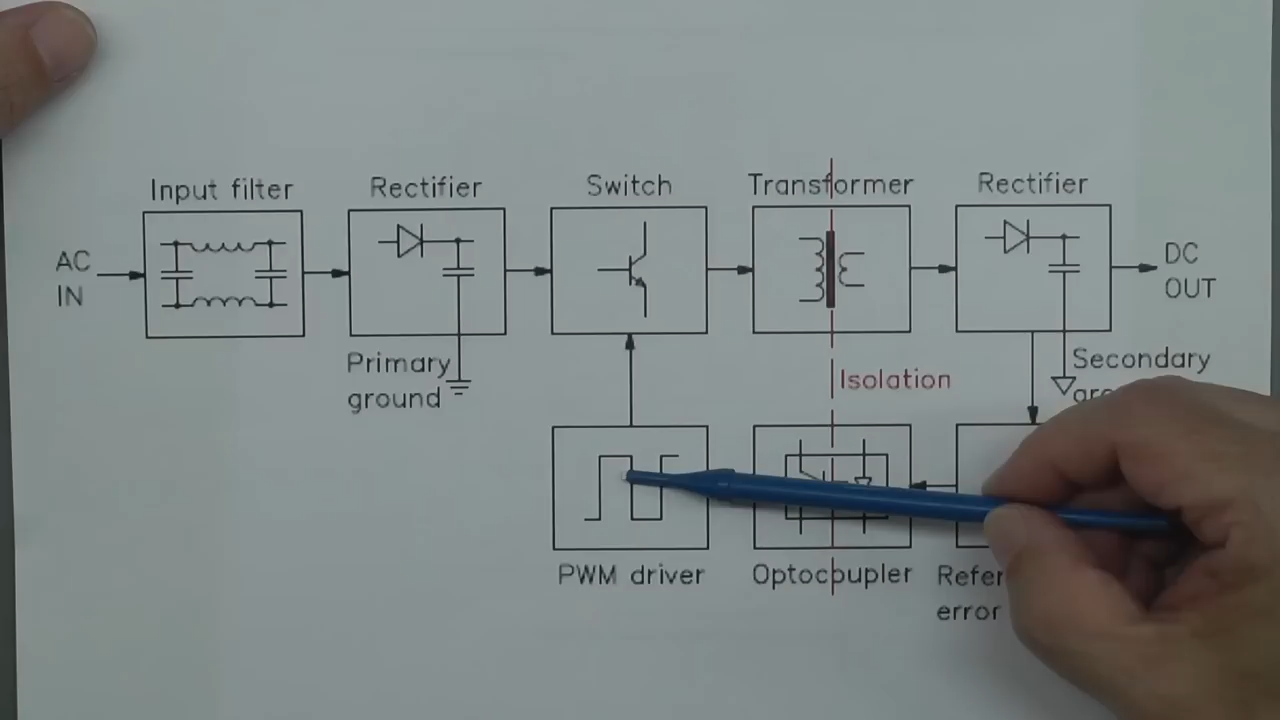 Input filter
Rectifier
Switch
Transformer
Rectifier
AC
IN
DC
OUT
Primary
ground
Isolation
Secondary
PWM driver
Optocoupler
error